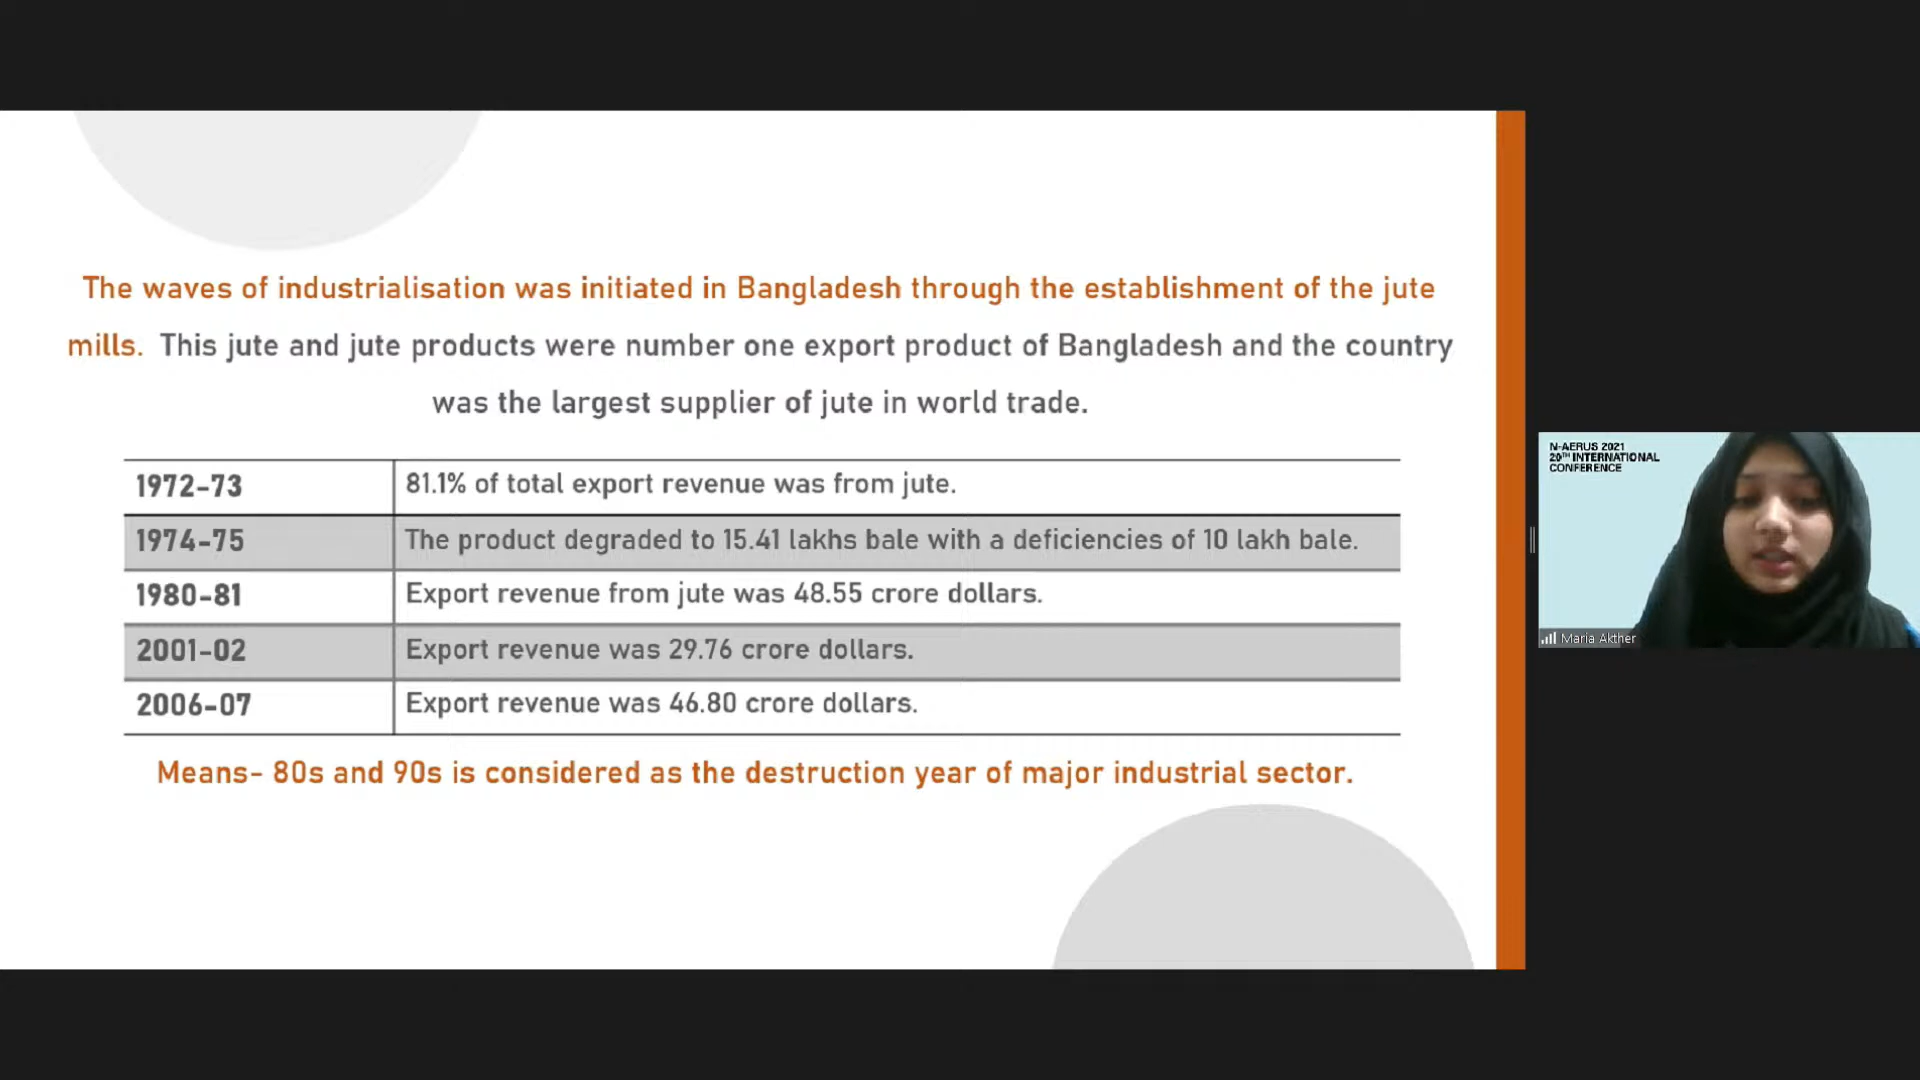 The waves of industrialisation was initiated in Bangladesh through the establishment of the jute
mills. This jute and jute products were number one export product of Bangladesh and the country
was the largest supplier of jute in world trade.
1972-73 81.1% of total export revenue was from jute.
1974-75 The product degraded to 15.41 lakhs bale with a deficiencies of 10 lakh bale.
1980-81 Export revenue from jute was 48.55 crore dollars.
2001-02 Export revenue was 29.76 crore dollars.
2006-07 Export revenue was 46.80 crore dollars.
Means- 80s and 90s is considered as the destruction year of major industrial sector.
N-AERUS 2021
20TH INTERNATIONAL
CONFERENCE
Maria Akther